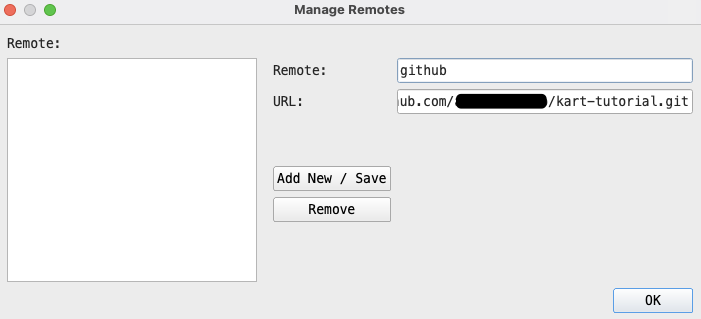 Manage Remotes
Remote:
Remote: github
URL: ub.com/ /kart-tutorial.git
Add New / Save
Remove
OK